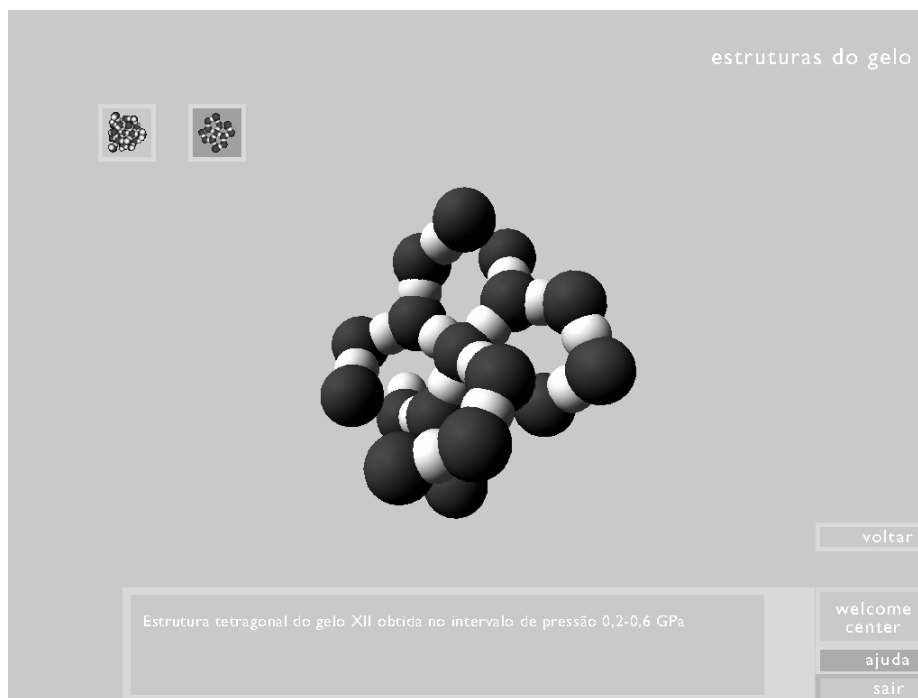 estruturas do gelo
voltar
Estrutura tetragonal do gelo XII obtida no intervalo de pressão 0,2-0,6 GPa
welcome
center
ajuda
sair